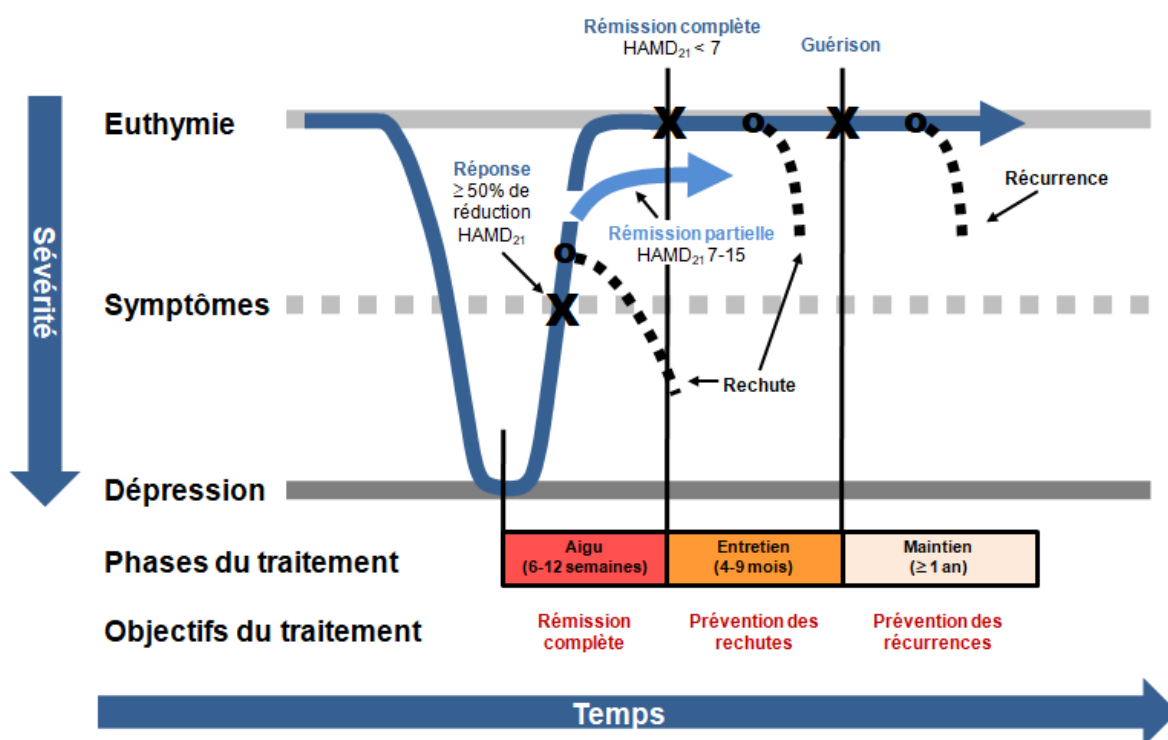 Rémission complète
HAMD₂₁ < 7
Guérison
Euthymie
Réponse
≥ 50% de
réduction
HAMD₂₁
Récurrence
Rémission partielle
HAMD₂₁ 7-15
Sévérité
Symptômes
Rechute
Dépression
Phases du traitement
Aigu
(6-12 semaines)
Entretien
(4-9 mois)
Maintien
(≥ 1 an)
Objectifs du traitement
Rémission
complète
Prévention des
rechutes
Prévention des
récurrences
Temps